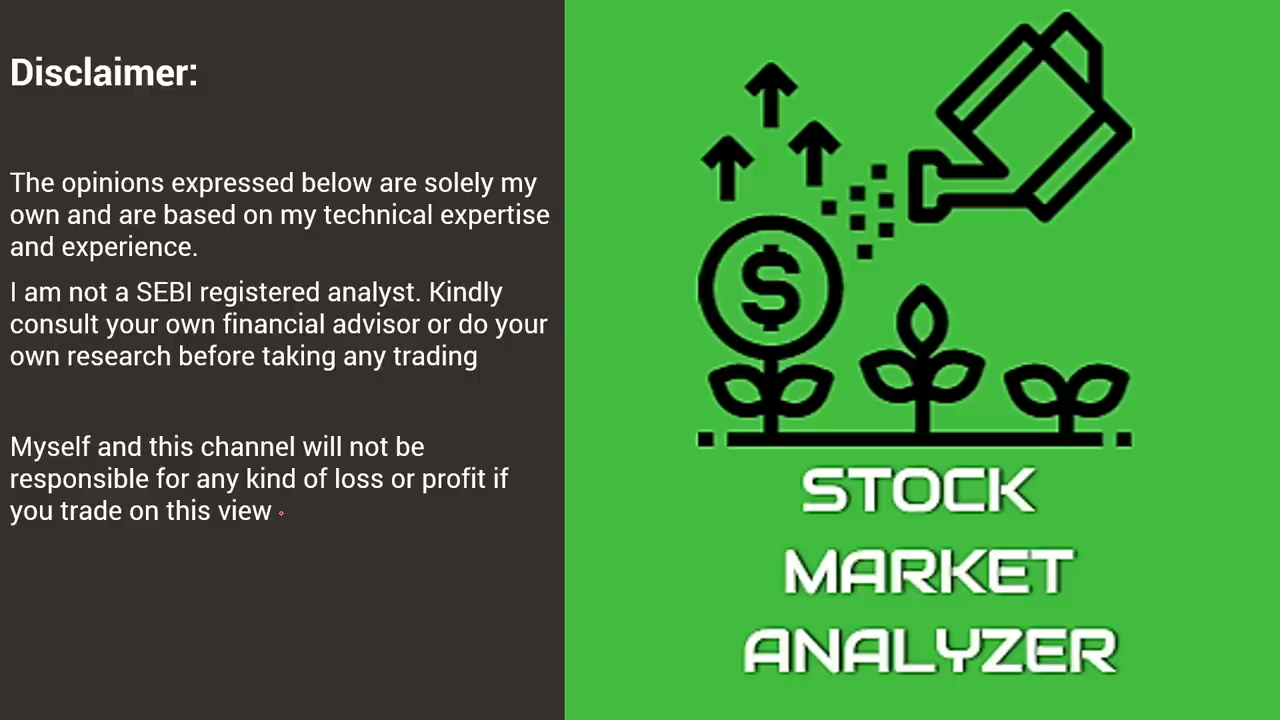 Disclaimer:
The opinions expressed below are solely my
own and are based on my technical expertise
and experience.
I am not a SEBI registered analyst. Kindly
consult your own financial advisor or do your
own research before taking any trading
Myself and this channel will not be
responsible for any kind of loss or profit if
you trade on this view
$
STOCK
MARKET
ANALYZER